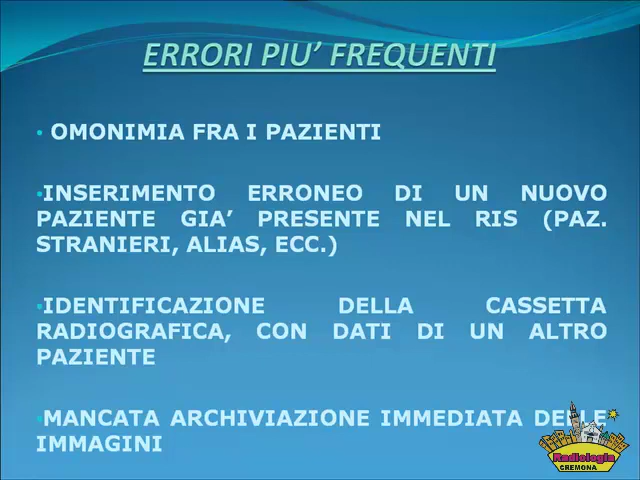 ERRORI PIU’ FREQUENTI
• OMONIMIA FRA I PAZIENTI
•INSERIMENTO ERRONEO DI UN NUOVO
PAZIENTE GIA’ PRESENTE NEL RIS (PAZ.
STRANIERI, ALIAS, ECC.)
•IDENTIFICAZIONE DELLA CASSETTA
RADIOGRAFICA, CON DATI DI UN ALTRO
PAZIENTE
•MANCATA ARCHIVIAZIONE IMMEDIATA DELLE
IMMAGINI
Radiologia
CREMONA